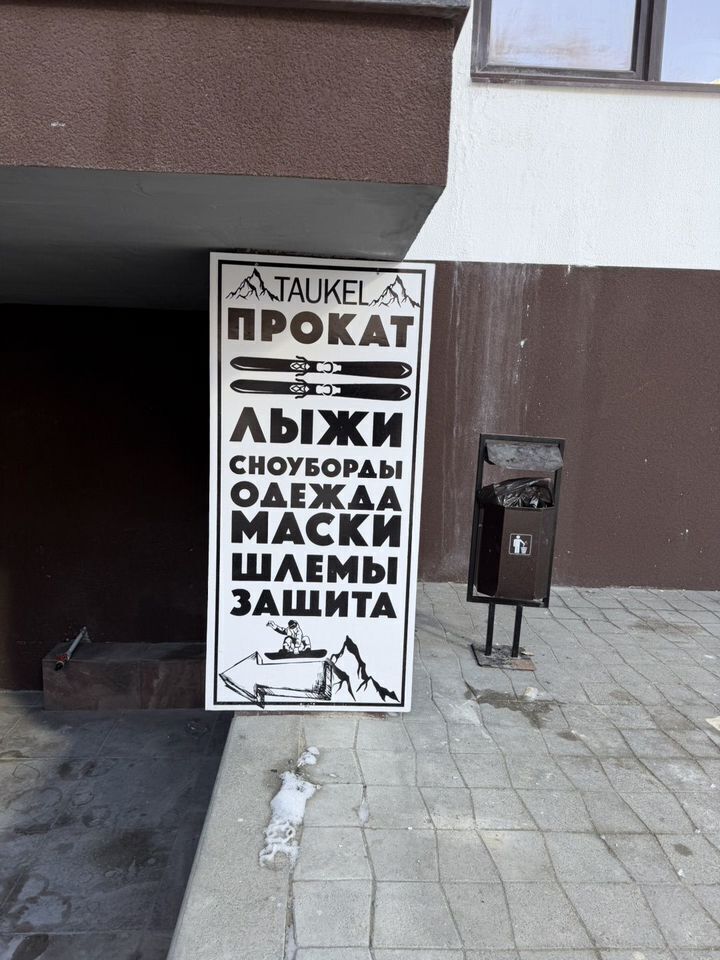 TAUKEL
ПРОКАТ
ЛЫЖИ
СНОУБОРДЫ
ОДЕЖДА
МАСКИ
ШЛЕМЫ
ЗАЩИТА